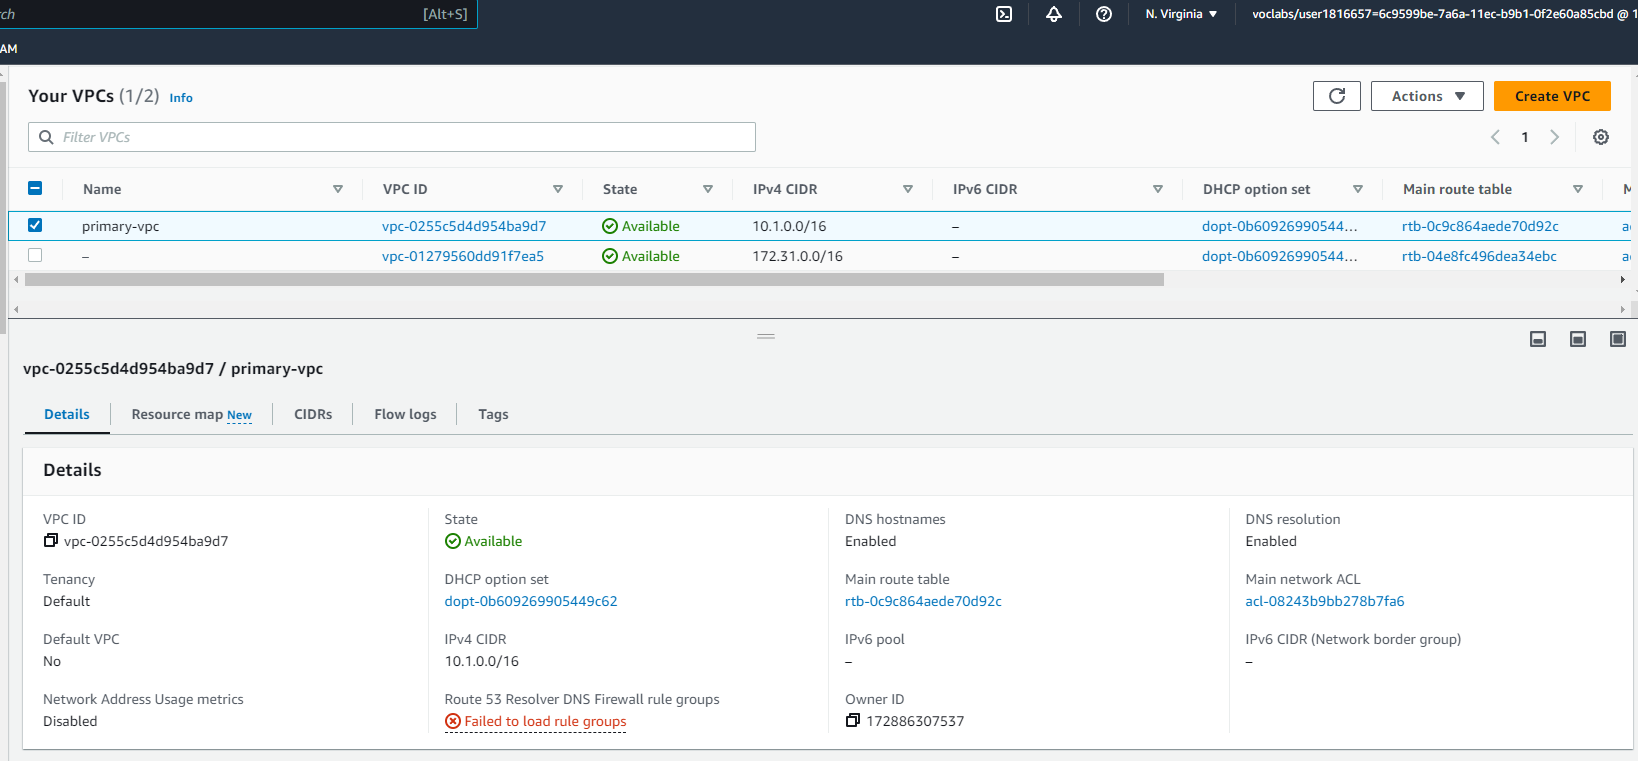 rch [Alt+S] N. Virginia voclabs/user1816657=6c9599be-7a6a-11ec-b9b1-0f2e60a85cbd @ 1
AM
Your VPCs (1/2) Info Actions Create VPC
Filter VPCs 1
Name VPC ID State IPv4 CIDR IPv6 CIDR DHCP option set Main route table M
primary-vpc vpc-0255c5d4d954ba9d7 Available 10.1.0.0/16 – dopt-0b60926990544... rtb-0c9c864aede70d92c ac
– vpc-01279560dd91f7ea5 Available 172.31.0.0/16 – dopt-0b60926990544... rtb-04e8fc496dea34ebc ac
vpc-0255c5d4d954ba9d7 / primary-vpc
Details Resource map New CIDRs Flow logs Tags
Details
VPC ID State DNS hostnames DNS resolution
vpc-0255c5d4d954ba9d7 Available Enabled Enabled
Tenancy DHCP option set Main route table Main network ACL
Default dopt-0b609269905449c62 rtb-0c9c864aede70d92c acl-08243b9bb278b7fa6
Default VPC IPv4 CIDR IPv6 pool IPv6 CIDR (Network border group)
No 10.1.0.0/16 – –
Network Address Usage metrics Route 53 Resolver DNS Firewall rule groups Owner ID
Disabled Failed to load rule groups 172886307537